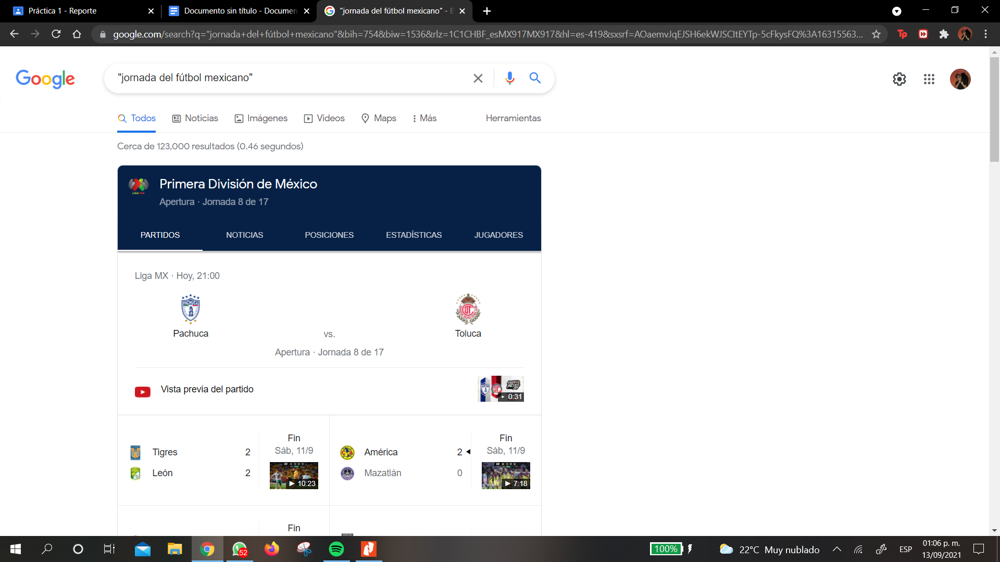 Práctica 1 - Reporte
Documento sin título - Documen
"jornada del fútbol mexicano" - B
google.com/search?q="jornada+del+fútbol+mexicano"&bih=754&biw=1536&rlz=1C1CHBF_esMX917MX917&hl=es-419&sxsrf=AOaemvJqEJSH6ekWJSCItEYTp-5cFkysFQ%3A16315563...
Google
"jornada del fútbol mexicano"
Todos
Noticias
Imágenes
Videos
Maps
Más
Herramientas
Cerca de 123,000 resultados (0.46 segundos)
LIGA MX
Primera División de México
Apertura · Jornada 8 de 17
PARTIDOS
NOTICIAS
POSICIONES
ESTADÍSTICAS
JUGADORES
Liga MX · Hoy, 21:00
PACHUCA
Pachuca
vs.
Toluca
Apertura · Jornada 8 de 17
Vista previa del partido
0:31
Tigres 2
León 2
Fin
Sáb, 11/9
10:23
América 2
Mazatlán 0
Fin
Sáb, 11/9
7:18
Fin
52
100%
22°C Muy nublado
ESP
01:06 p. m.
13/09/2021